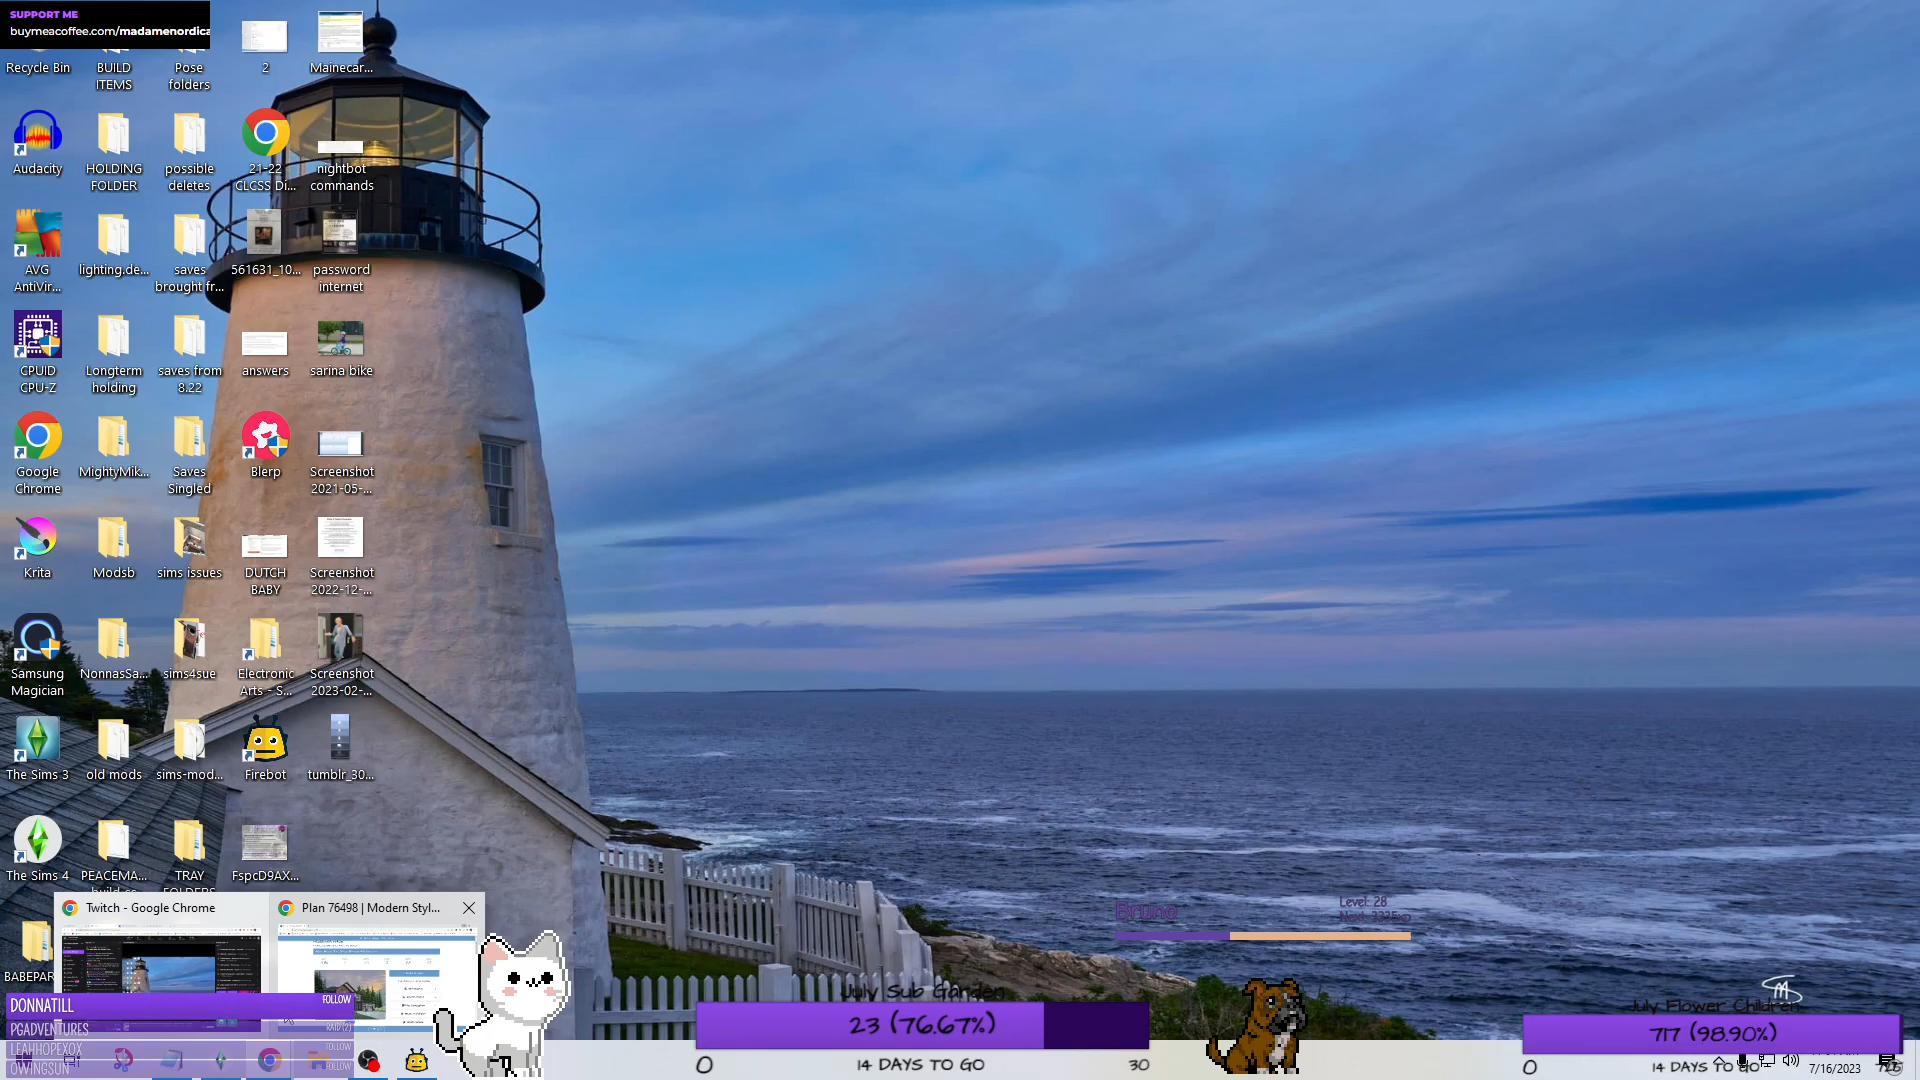 SUPPORT ME
buymeacoffee.com/madamenordica
Recycle Bin
BUILD
ITEMS
Pose
folders
2
Mainecar...
Audacity
HOLDING
FOLDER
possible
deletes
21-22
CLCSS Di...
nightbot
commands
AVG
AntiVir...
lighting.de...
saves
brought fr...
561631_10...
password
internet
CPUID
CPU-Z
Longterm
holding
saves from
8.22
answers
sarina bike
Google
Chrome
MightyMik...
Saves
Singled
Blerp
Screenshot
2021-05-...
Krita
Modsb
sims issues
DUTCH
BABY
Screenshot
2022-12-...
Samsung
Magician
NonnasSa...
sims4sue
Electronic
Arts - S...
Screenshot
2023-02-...
The Sims 3
old mods
sims-mod...
Firebot
tumblr_30...
The Sims 4
PEACEMA...
TRAY
FspcD9AX...
Twitch - Google Chrome
Plan 76498 | Modern Styl...
BABEPAR
DONNATILL FOLLOW
PGADVENTURES RAID (2)
LEAHHOPEXOX FOLLOW
OWINGSUN FOLLOW
Bruno
Level: 28
July Sub Garden
23 (76.67%)
0 14 DAYS TO GO 30
July Flower Children
717 (98.90%)
0 14 DAYS TO GO
7/16/2023